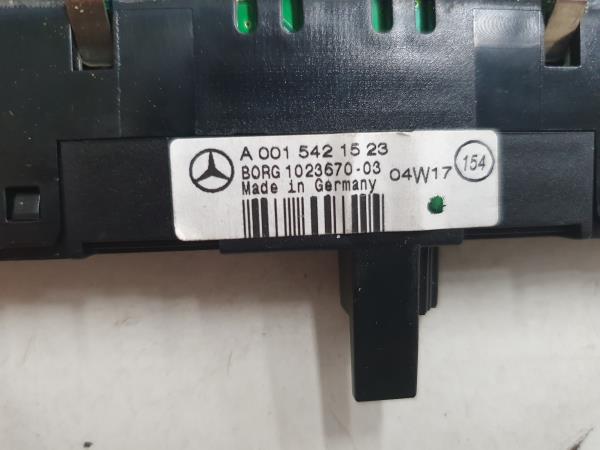 A 001 542 15 23
BORG 1023670-03
Made in Germany
04W17
154